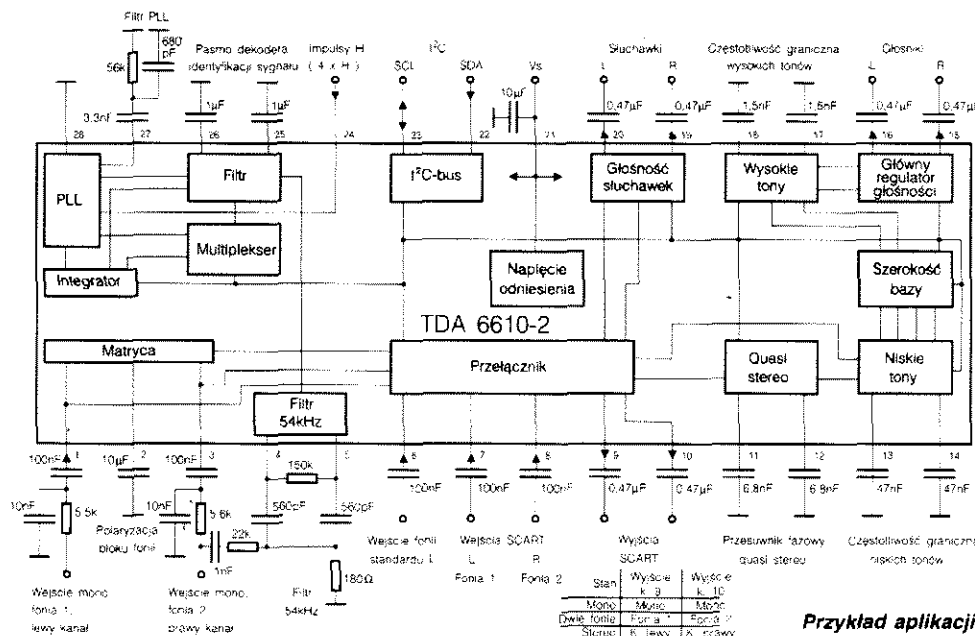 Filtr PLL
680
pF
56k
Pasmo dekodera
identyfikacji sygnału
Impulsy H
( 4 x H )
I²C
SCL
SDA
Vs
10µF
Słuchawki
L
R
Częstotliwość graniczna
wysokich tonów
Głośniki
L
R
3.3nF
1µF
1µF
0,47µF
0,47µF
1,5nF
1,5nF
0,47µF
0,47µF
28
27
26
25
24
23
22
21
20
19
18
17
16
15
PLL
Filtr
I²C-bus
Głośność
słuchawek
Wysokie
tony
Główny
regulator
głośności
Multiplekser
Integrator
Napięcie
odniesienia
Szerokość
bazy
TDA 6610-2
Matryca
Przełącznik
Quasi
stereo
Niskie
tony
Filtr
54kHz
1
2
3
4
5
6
7
8
9
10
11
12
13
14
100nF
10µF
100nF
150k
100nF
100nF
100nF
0,47µF
0,47µF
6.8nF
6.8nF
47nF
47nF
10nF
5.5k
10nF
5.6k
22k
1nF
560pF
560pF
180Ω
Polaryzacja
bloku fonii
Wejście mono
fonia 1,
lewy kanał
Wejście mono,
fonia 2
prawy kanał
Filtr
54kHz
Wejście fonii
standardu L
Wejścia SCART
L
R
Fonia 1
Fonia 2
Wyjścia
SCART
Przesuwnik fazowy
quasi stereo
Częstotliwość graniczna
niskich tonów
Stan
Wyjście
k. 9
Wyjście
k. 10
Mono
Mono
Mono
Dwie fonie
Fonia 1
Fonia 2
Stereo
K. lewy
K. prawy
Przykład aplikacji